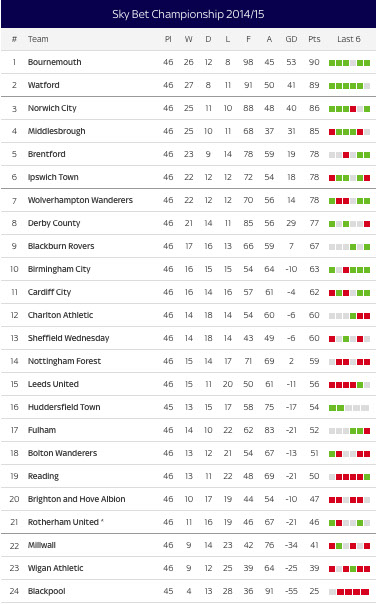 Sky Bet Championship 2014/15
# Team Pl W D L F A GD Pts Last 6
1 Bournemouth 46 26 12 8 98 45 53 90
2 Watford 46 27 8 11 91 50 41 89
3 Norwich City 46 25 11 10 88 48 40 86
4 Middlesbrough 46 25 10 11 68 37 31 85
5 Brentford 46 23 9 14 78 59 19 78
6 Ipswich Town 46 22 12 12 72 54 18 78
7 Wolverhampton Wanderers 46 22 12 12 70 56 14 78
8 Derby County 46 21 14 11 85 56 29 77
9 Blackburn Rovers 46 17 16 13 66 59 7 67
10 Birmingham City 46 16 15 15 54 64 -10 63
11 Cardiff City 46 16 14 16 57 61 -4 62
12 Charlton Athletic 46 14 18 14 54 60 -6 60
13 Sheffield Wednesday 46 14 18 14 43 49 -6 60
14 Nottingham Forest 46 15 14 17 71 69 2 59
15 Leeds United 46 15 11 20 50 61 -11 56
16 Huddersfield Town 45 13 15 17 58 75 -17 54
17 Fulham 46 14 10 22 62 83 -21 52
18 Bolton Wanderers 46 13 12 21 54 67 -13 51
19 Reading 46 13 11 22 48 69 -21 50
20 Brighton and Hove Albion 46 10 17 19 44 54 -10 47
21 Rotherham United * 46 11 16 19 46 67 -21 46
22 Millwall 46 9 14 23 42 76 -34 41
23 Wigan Athletic 46 9 12 25 39 64 -25 39
24 Blackpool 45 4 13 28 36 91 -55 25